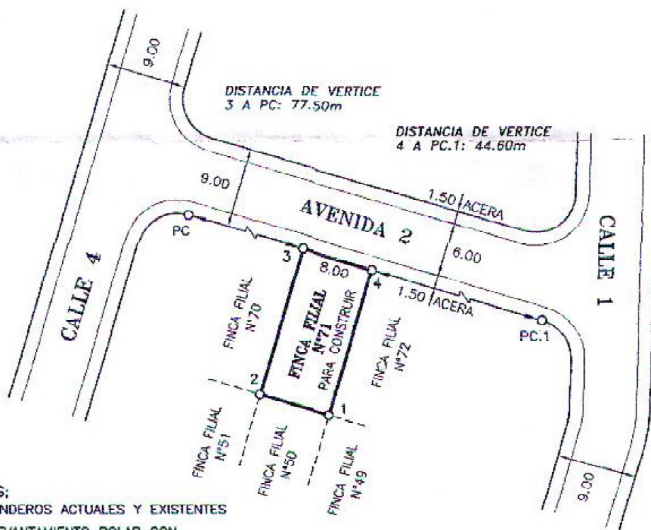 9.00
DISTANCIA DE VERTICE
3 A PC: 77.50m
DISTANCIA DE VERTICE
4 A PC.1: 44.60m
9.00
1.50 ACERA
AVENIDA 2
6.00
CALLE 4
CALLE 1
PC
3
8.00
4
1.50 ACERA
PC.1
FINCA FILIAL
N°70
FINCA FILIAL
N°71
PARA CONSTRUIR
FINCA FILIAL
N°72
2
1
FINCA FILIAL
N°51
FINCA FILIAL
N°50
FINCA FILIAL
N°49
9.00
S:
NDEROS ACTUALES Y EXISTENTES